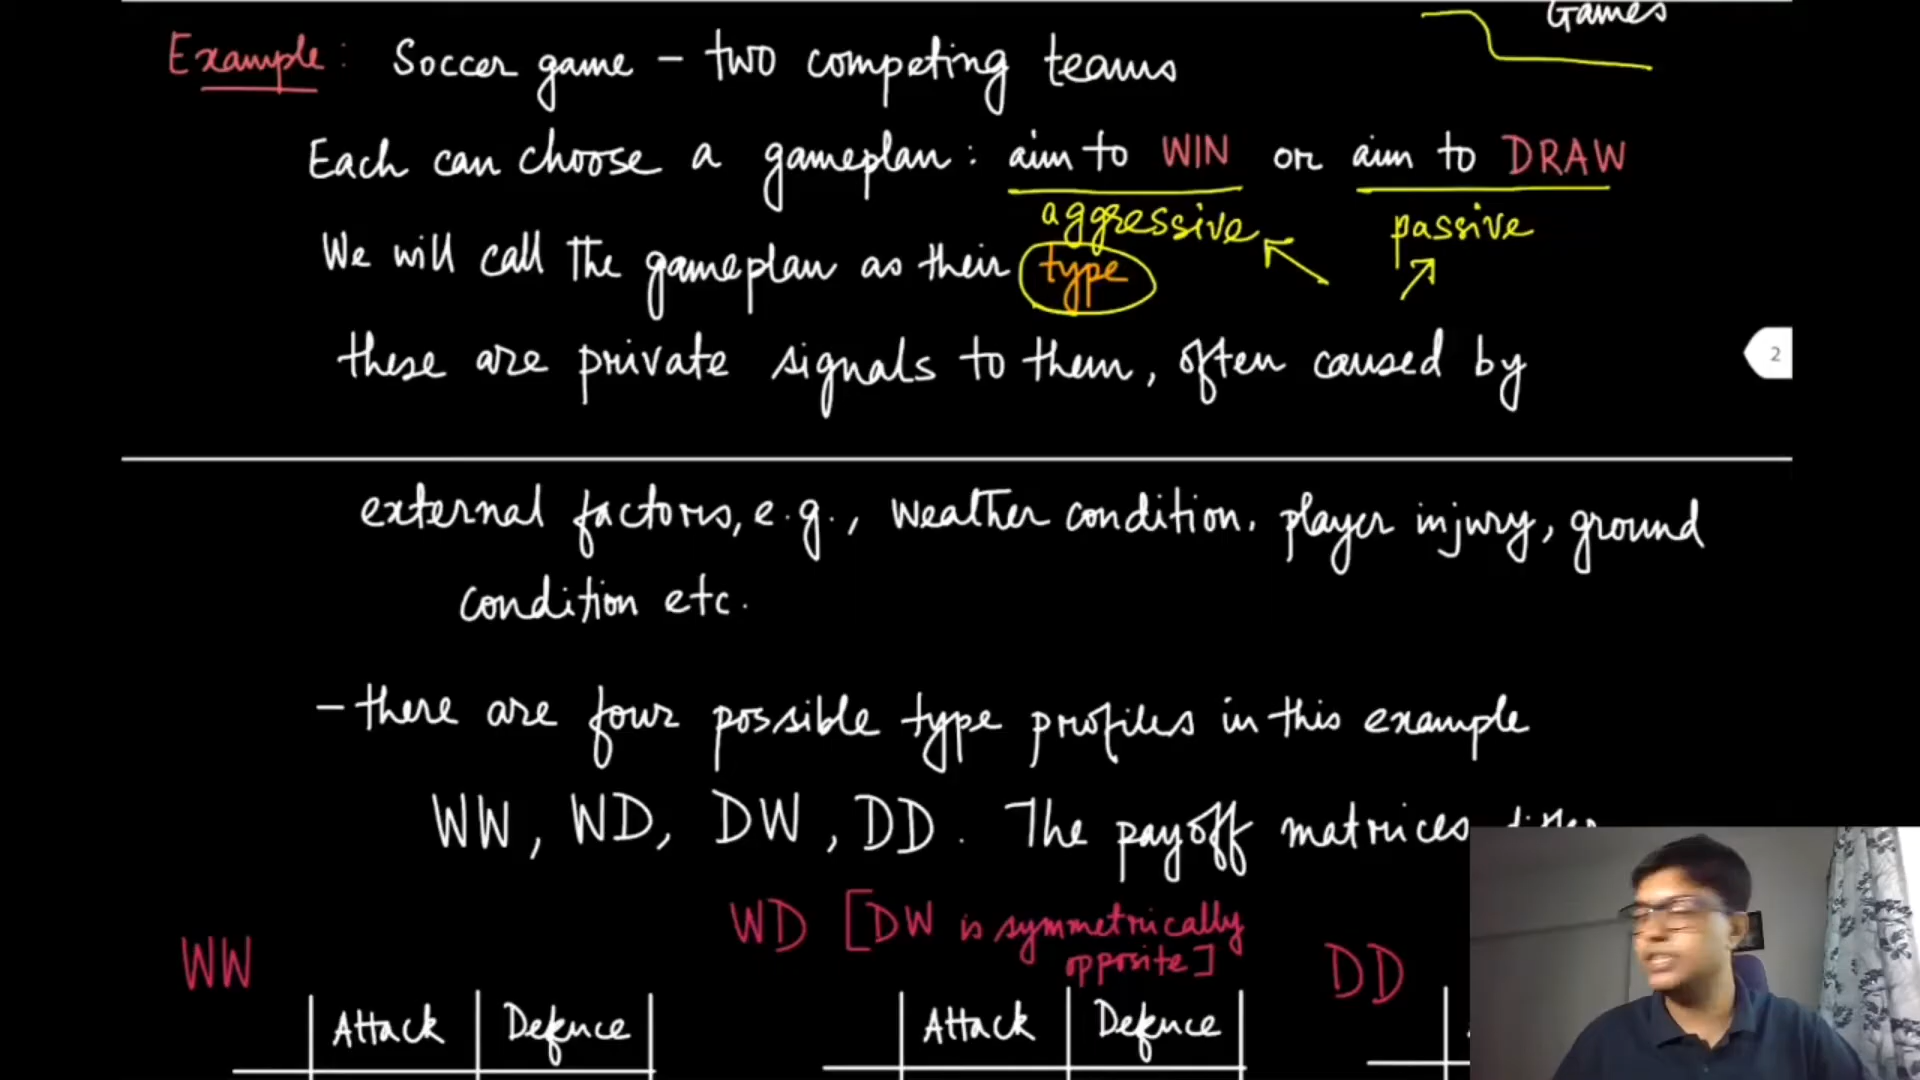 Games
Example: Soccer game – two competing teams
Each can choose a gameplan: aim to WIN or aim to DRAW
aggressive passive
We will call the gameplan as their type
these are private signals to them, often caused by
2
external factors, e.g., weather condition, player injury, ground
condition etc.
– there are four possible type profiles in this example
WW, WD, DW, DD. The payoff matrices
WD [DW is symmetrically
opposite]
WW
DD
Attack Defence
Attack Defence